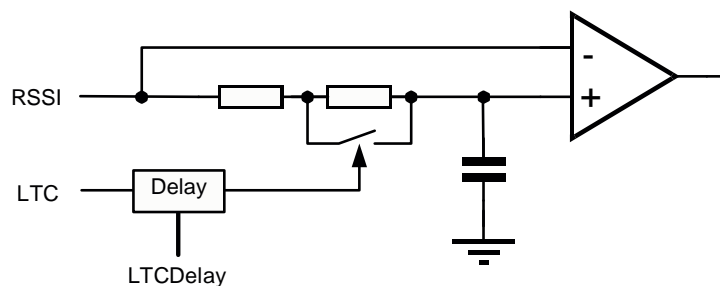 -
RSSI
+
LTC
Delay
LTCDelay